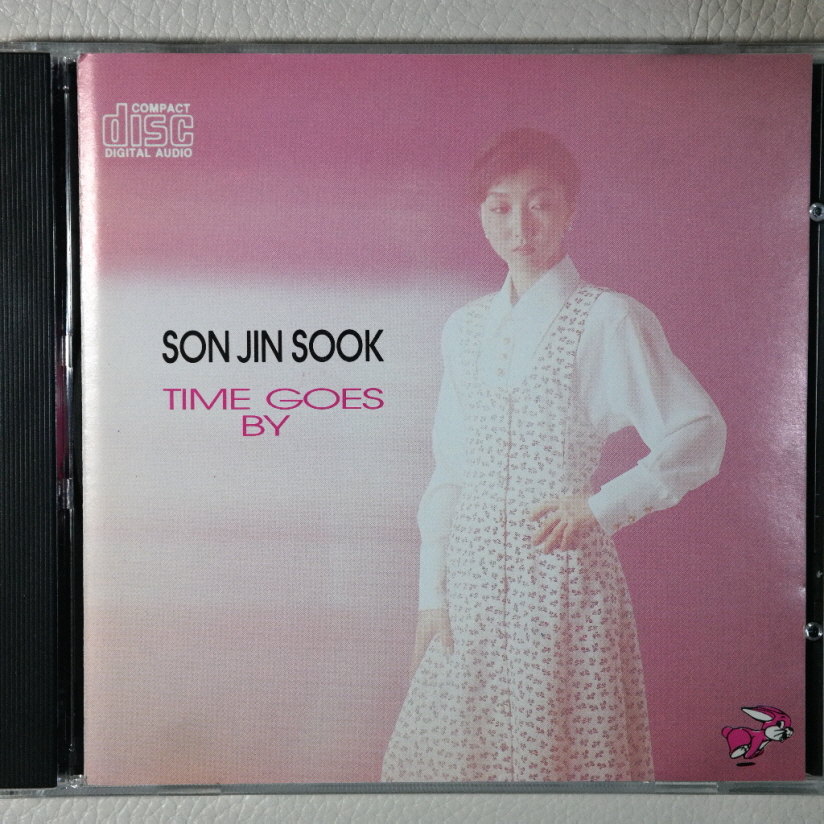 COMPACT
disc
DIGITAL AUDIO
SON JIN SOOK
TIME GOES
BY